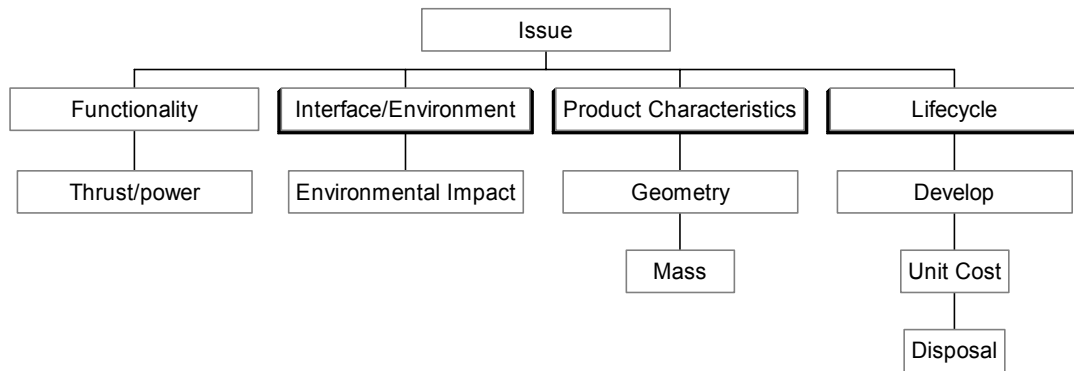 Issue
Functionality
Interface/Environment
Product Characteristics
Lifecycle
Thrust/power
Environmental Impact
Geometry
Develop
Mass
Unit Cost
Disposal